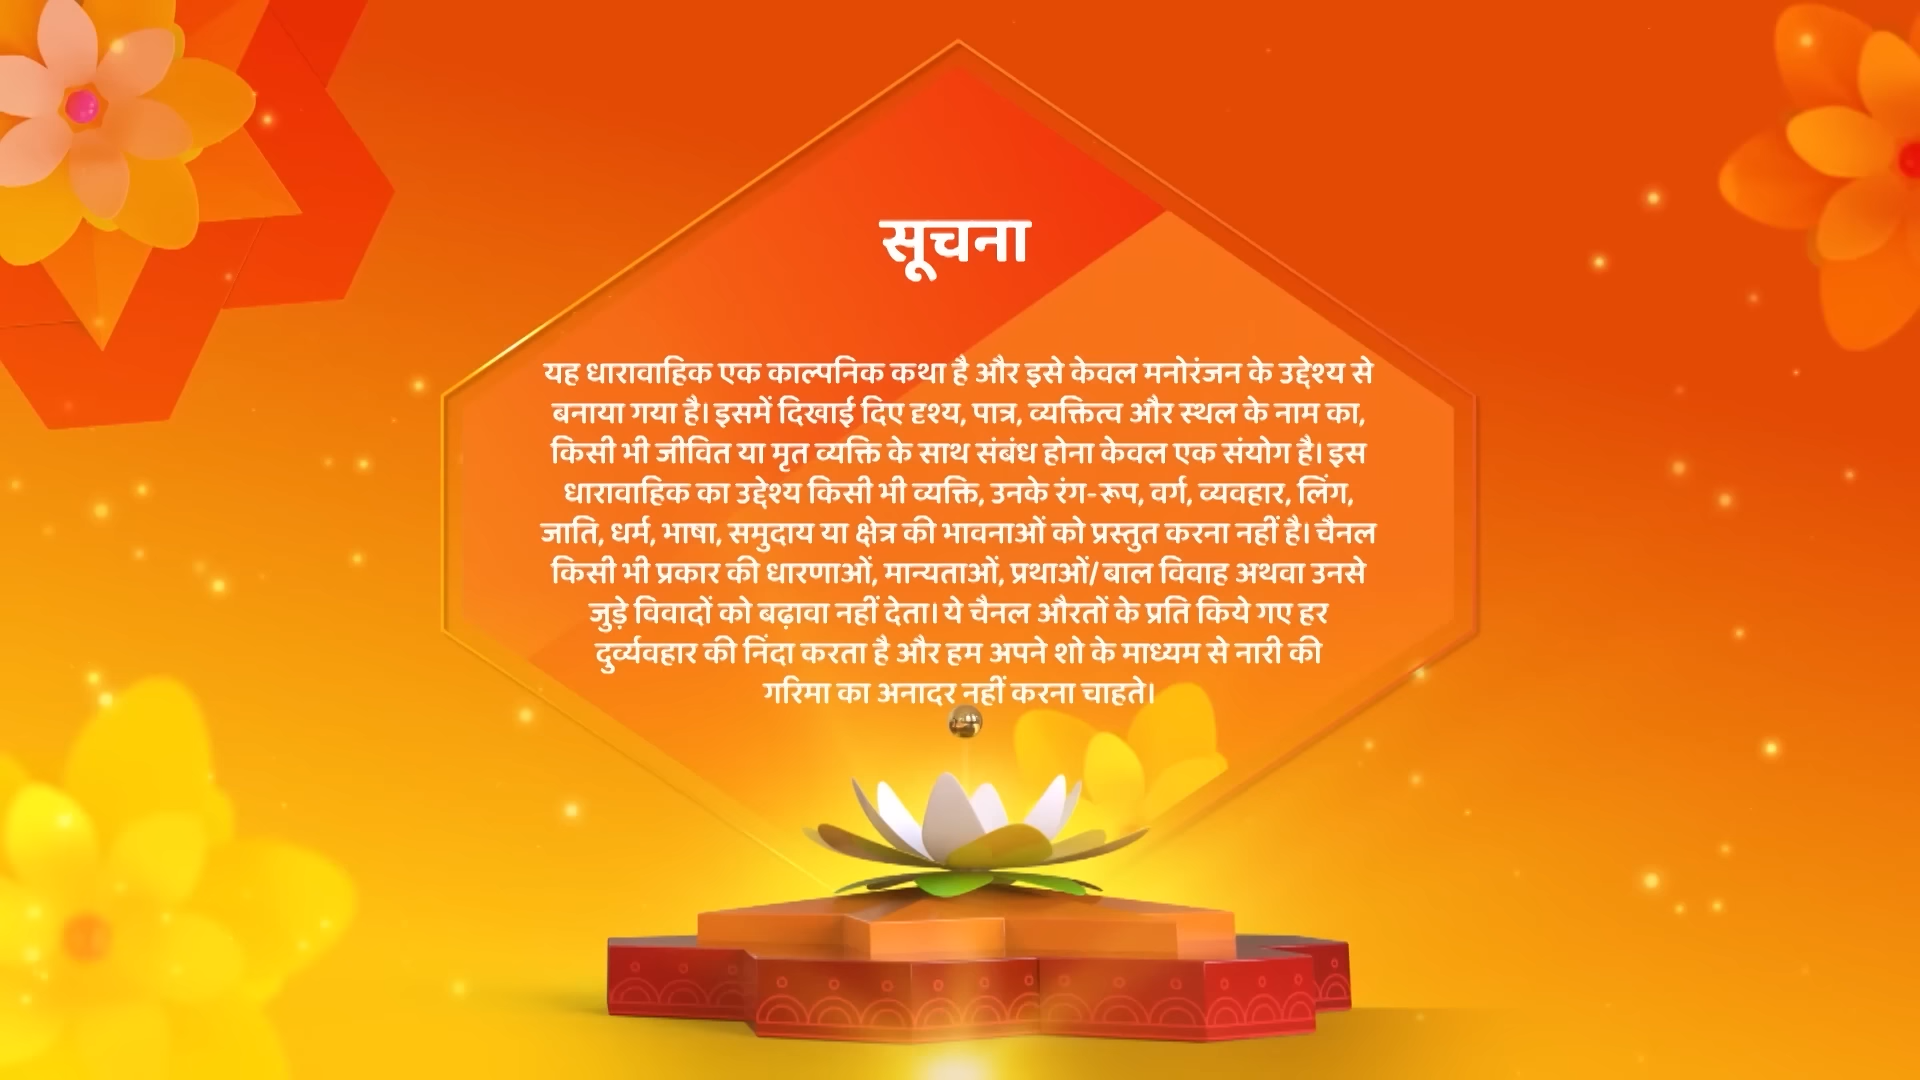 सूचना
यह धारावाहिक एक काल्पनिक कथा है और इसे केवल मनोरंजन के उद्देश्य से
बनाया गया है। इसमें दिखाई दिए दृश्य, पात्र, व्यक्तित्व और स्थल के नाम का,
किसी भी जीवित या मृत व्यक्ति के साथ संबंध होना केवल एक संयोग है। इस
धारावाहिक का उद्देश्य किसी भी व्यक्ति, उनके रंग-रूप, वर्ग, व्यवहार, लिंग,
जाति, धर्म, भाषा, समुदाय या क्षेत्र की भावनाओं को प्रस्तुत करना नहीं है। चैनल
किसी भी प्रकार की धारणाओं, मान्यताओं, प्रथाओं/ बाल विवाह अथवा उनसे
जुड़े विवादों को बढ़ावा नहीं देता। ये चैनल औरतों के प्रति किये गए हर
दुर्व्यवहार की निंदा करता है और हम अपने शो के माध्यम से नारी की
गरिमा का अनादर नहीं करना चाहते।